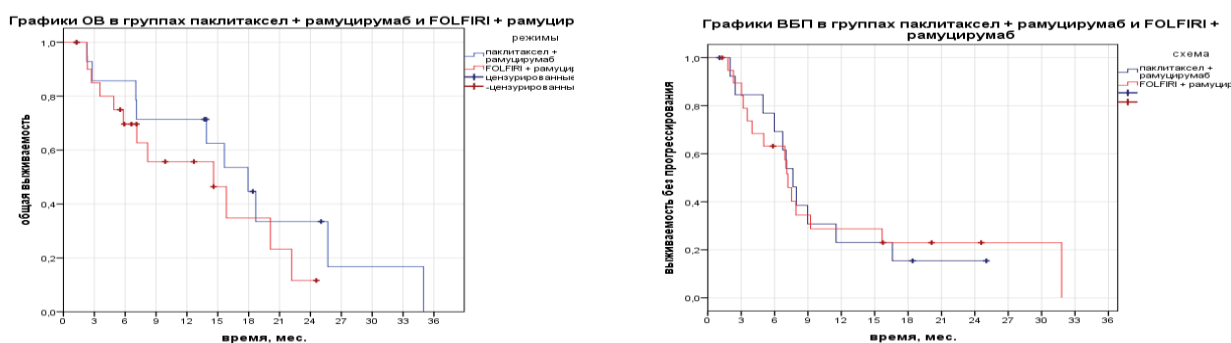 Графики ОВ в группах паклитаксел + рамуцирумаб и FOLFIRI + рамуцир
режимы
паклитаксел +
рамуцирумаб
FOLFIRI + рамуци
цензурированные
-цензурированны
общая выживаемость
1,0
0,8
0,6
0,4
0,2
0,0
0 3 6 9 12 15 18 21 24 27 30 33 36
время, мес.
Графики ВБП в группах паклитаксел + рамуцирумаб и FOLFIRI +
рамуцирумаб
схема
паклитаксел +
рамуцирумаб
FOLFIRI + рамуцир
выживаемость без прогрессирования
1,0
0,8
0,6
0,4
0,2
0,0
0 3 6 9 12 15 18 21 24 27 30 33 36
время, мес.